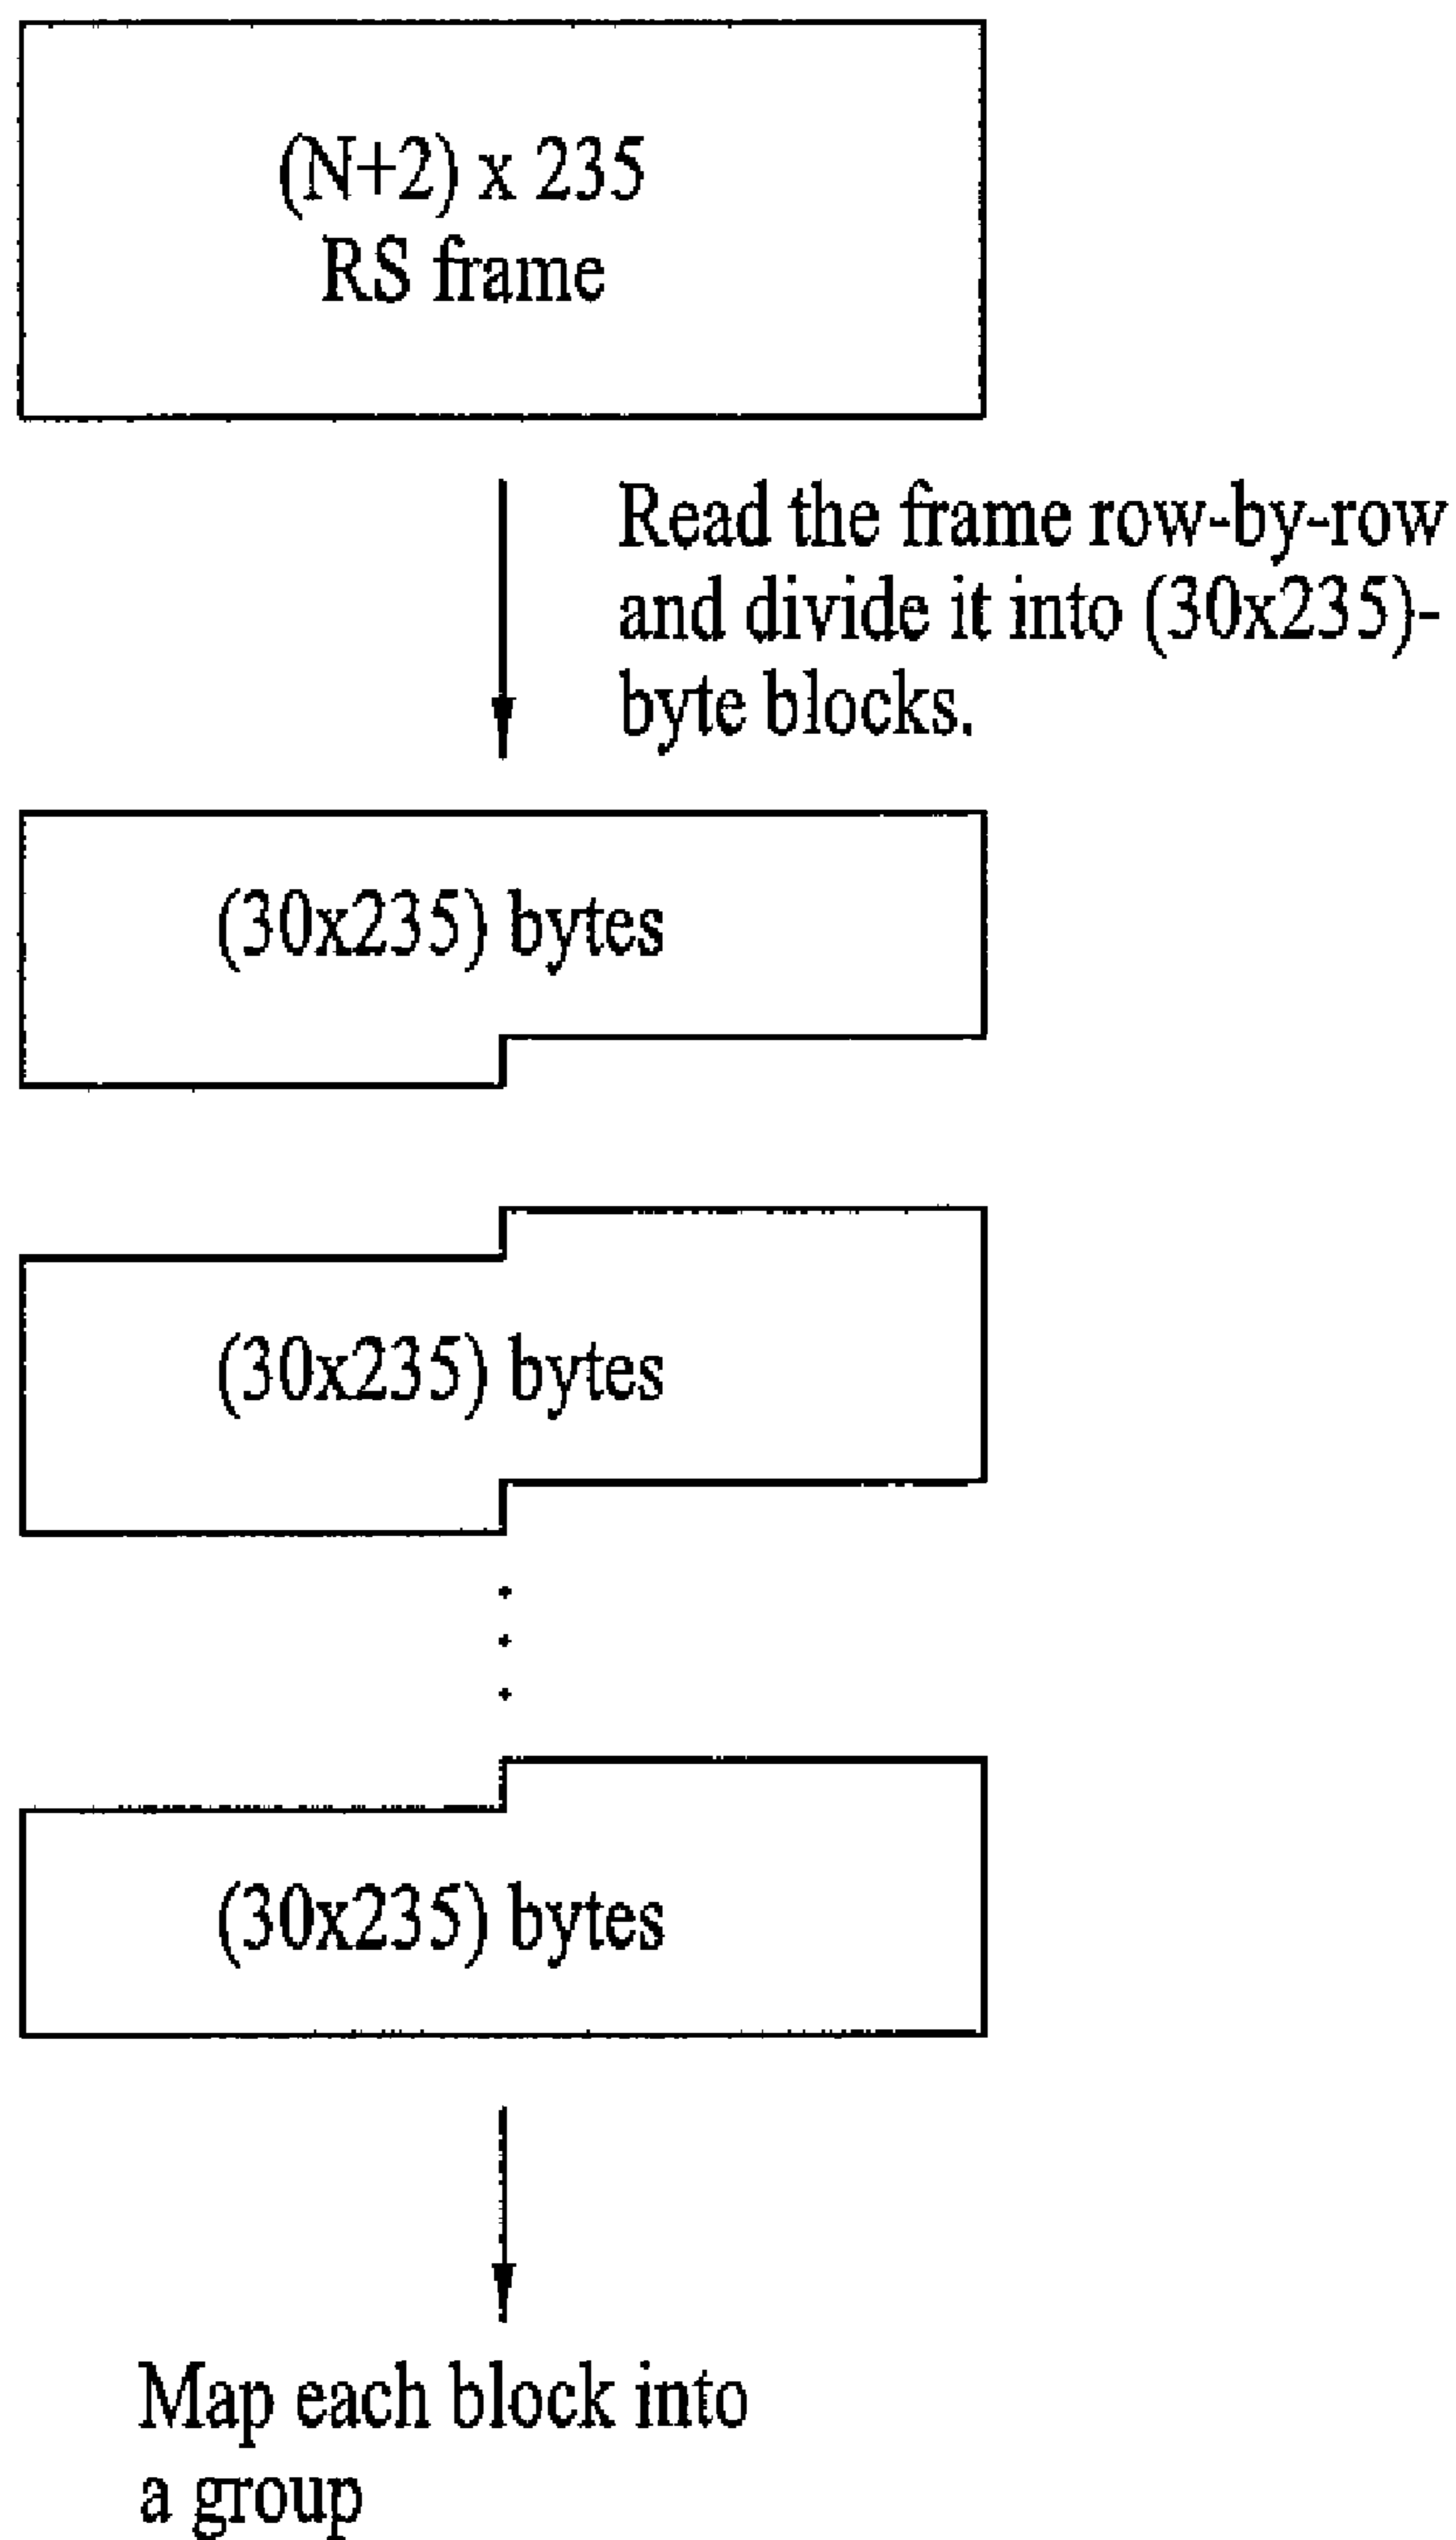 (N+2) x 235
RS frame
Read the frame row-by-row
and divide it into (30x235)-
byte blocks.
(30x235) bytes
(30x235) bytes
(30x235) bytes
Map each block into
a group